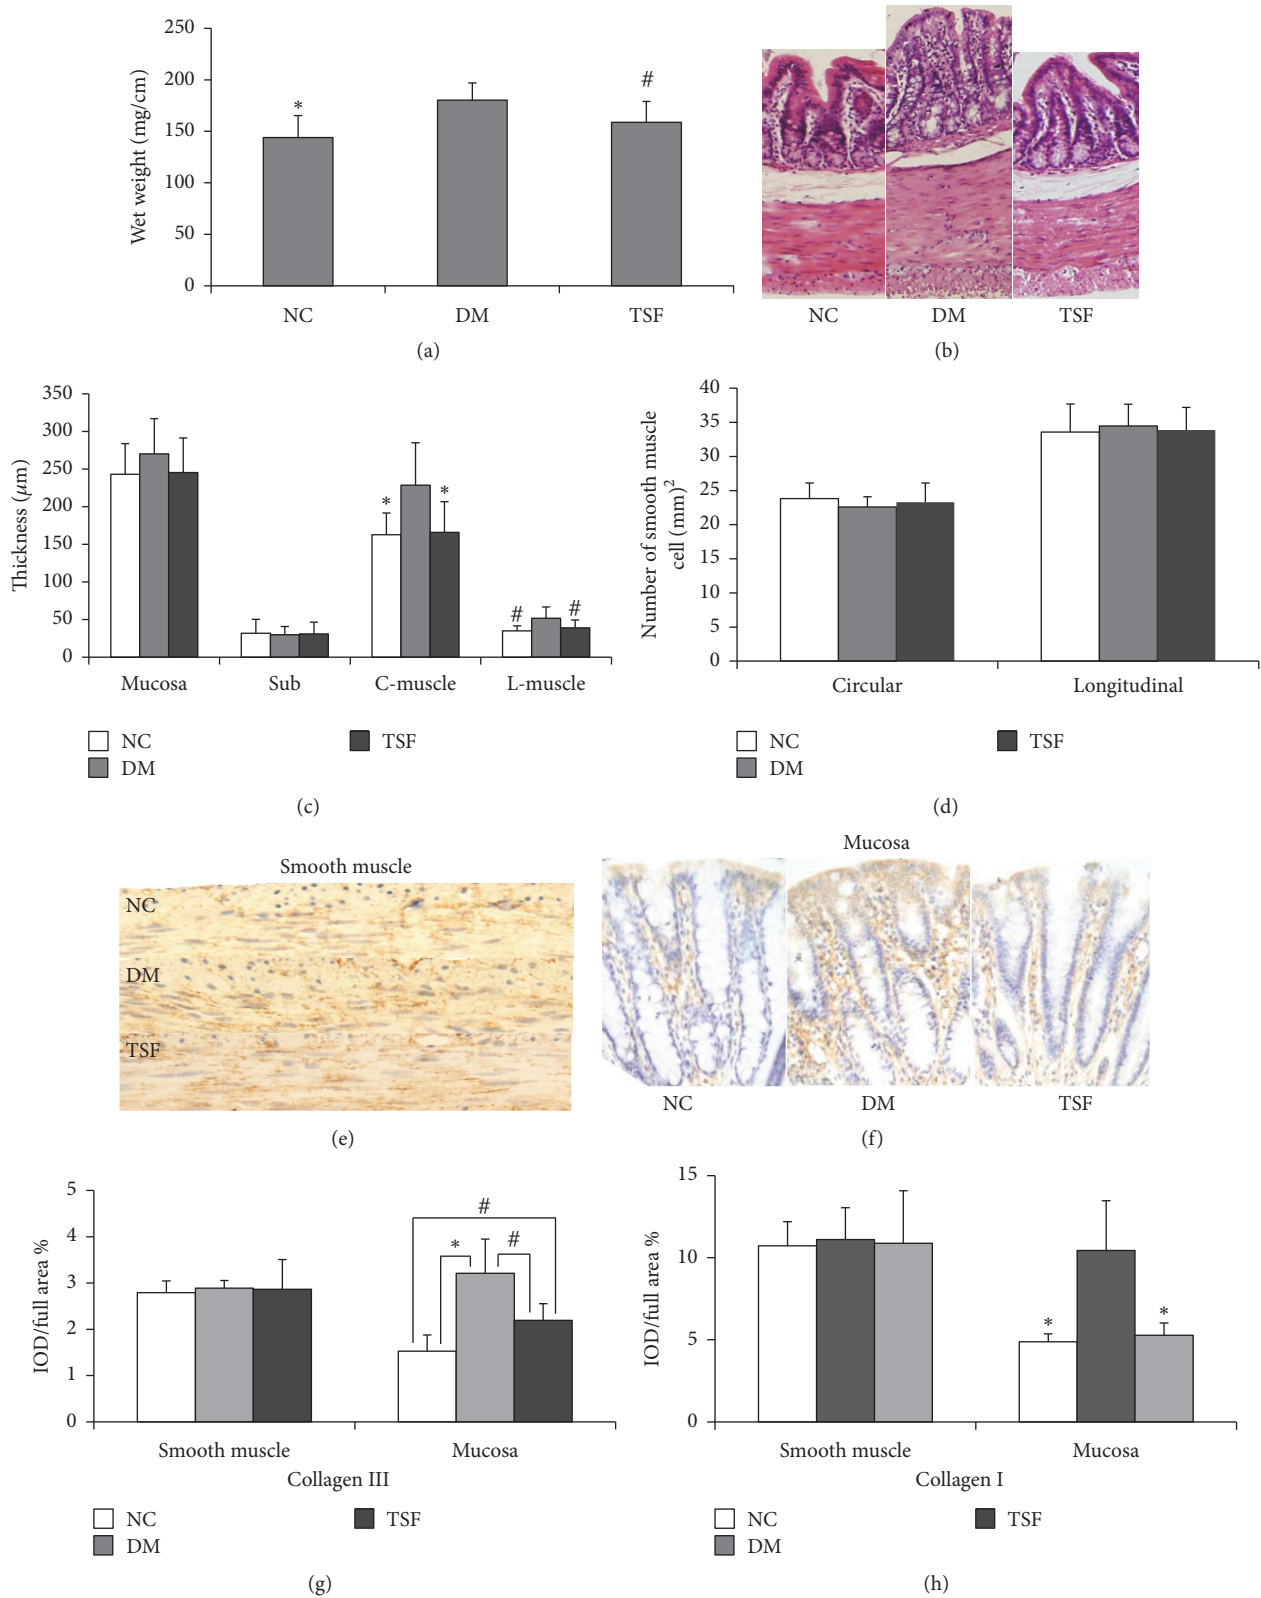 250
200
150
100
50
0
Wet weight (mg/cm)
*
#
NC DM TSF
(a)
NC DM TSF
(b)
350
300
250
200
150
100
50
0
Thickness (μm)
* *
# #
Mucosa Sub C-muscle L-muscle
NC TSF
DM
(c)
40
35
30
25
20
15
10
5
0
Number of smooth muscle
cell (mm)²
Circular Longitudinal
NC TSF
DM
(d)
Smooth muscle
NC
DM
TSF
(e)
Mucosa
NC DM TSF
(f)
5
4
3
2
1
0
IOD/full area %
#
* #
Smooth muscle Mucosa
Collagen III
NC TSF
DM
(g)
15
10
5
0
IOD/full area %
* *
Smooth muscle Mucosa
Collagen I
NC TSF
DM
(h)